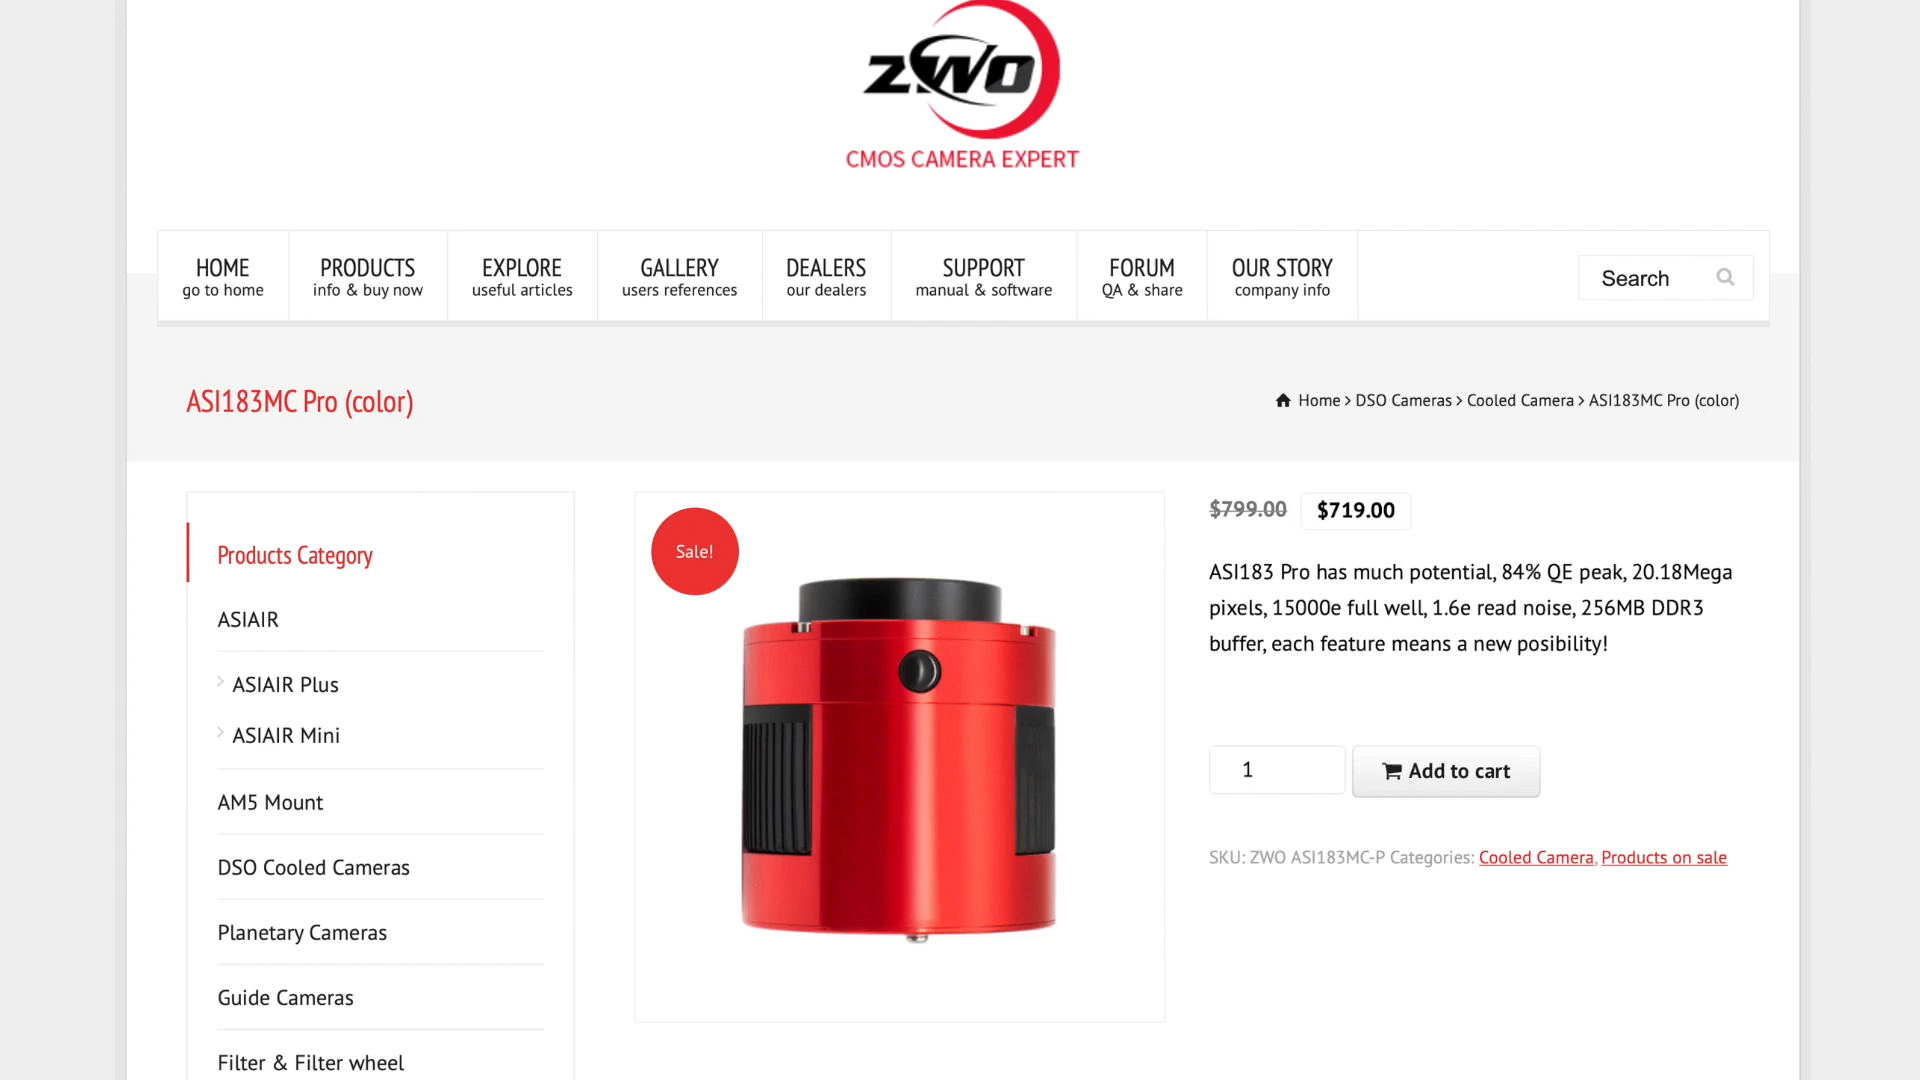 ZWO
CMOS CAMERA EXPERT
HOME
go to home
PRODUCTS
info & buy now
EXPLORE
useful articles
GALLERY
users references
DEALERS
our dealers
SUPPORT
manual & software
FORUM
QA & share
OUR STORY
company info
Search
ASI183MC Pro (color)
Home > DSO Cameras > Cooled Camera > ASI183MC Pro (color)
Products Category
ASIAIR
ASIAIR Plus
ASIAIR Mini
AM5 Mount
DSO Cooled Cameras
Planetary Cameras
Guide Cameras
Filter & Filter wheel
Sale!
$799.00 $719.00
ASI183 Pro has much potential, 84% QE peak, 20.18Mega
pixels, 15000e full well, 1.6e read noise, 256MB DDR3
buffer, each feature means a new posibility!
1
Add to cart
SKU: ZWO ASI183MC-P Categories: Cooled Camera, Products on sale